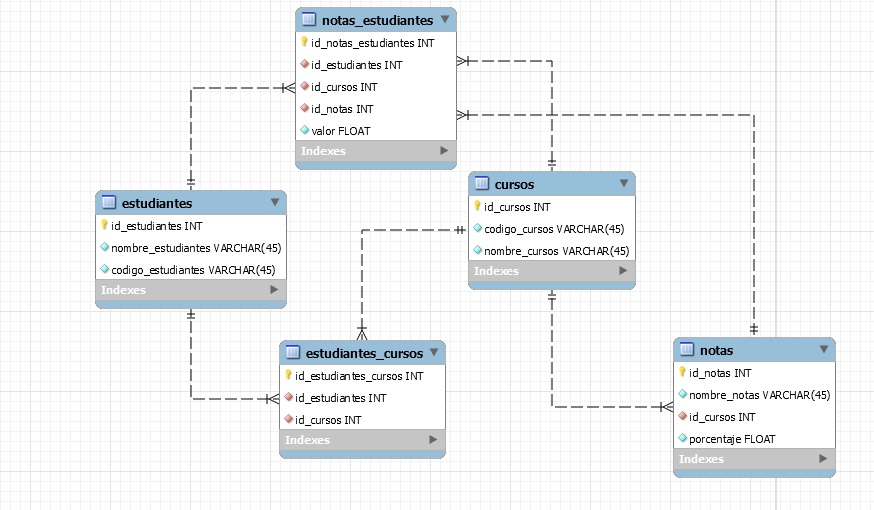 notas_estudiantes
id_notas_estudiantes INT
id_estudiantes INT
id_cursos INT
id_notas INT
valor FLOAT
Indexes
estudiantes
id_estudiantes INT
nombre_estudiantes VARCHAR(45)
codigo_estudiantes VARCHAR(45)
Indexes
cursos
id_cursos INT
codigo_cursos VARCHAR(45)
nombre_cursos VARCHAR(45)
Indexes
estudiantes_cursos
id_estudiantes_cursos INT
id_estudiantes INT
id_cursos INT
Indexes
notas
id_notas INT
nombre_notas VARCHAR(45)
id_cursos INT
porcentaje FLOAT
Indexes